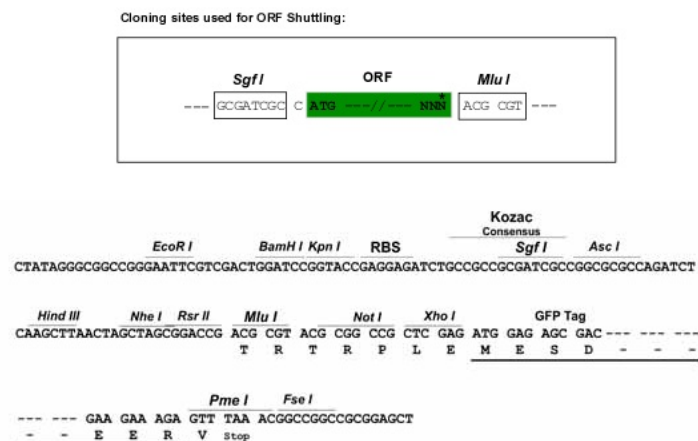 Cloning sites used for ORF Shuttling:
Sgf I ORF Mlu I
--- GCGATCGC C ATG ---//--- NNN* ACG CGT ---
Kozac
Consensus
EcoR I BamH I Kpn I RBS Sgf I Asc I
CTATAGGGCGGCCGGGAATTCGTCGACTGGATCCGGTACCGAGGAGATCTGCCGCCGCGATCGCCGGCGCGCCAGATCT
Hind III Nhe I Rsr II Mlu I Not I Xho I GFP Tag
CAAGCTTAACTAGCTAGCGGACCG ACG CGT ACG CGG CCG CTC GAG ATG GAG AGC GAC --- --- ---
T R T R P L E M E S D - - -
Pme I Fse I
--- --- GAA GAA AGA GTT TAA ACGGCCGGCCGCGGAGCT
- - E E R V Stop